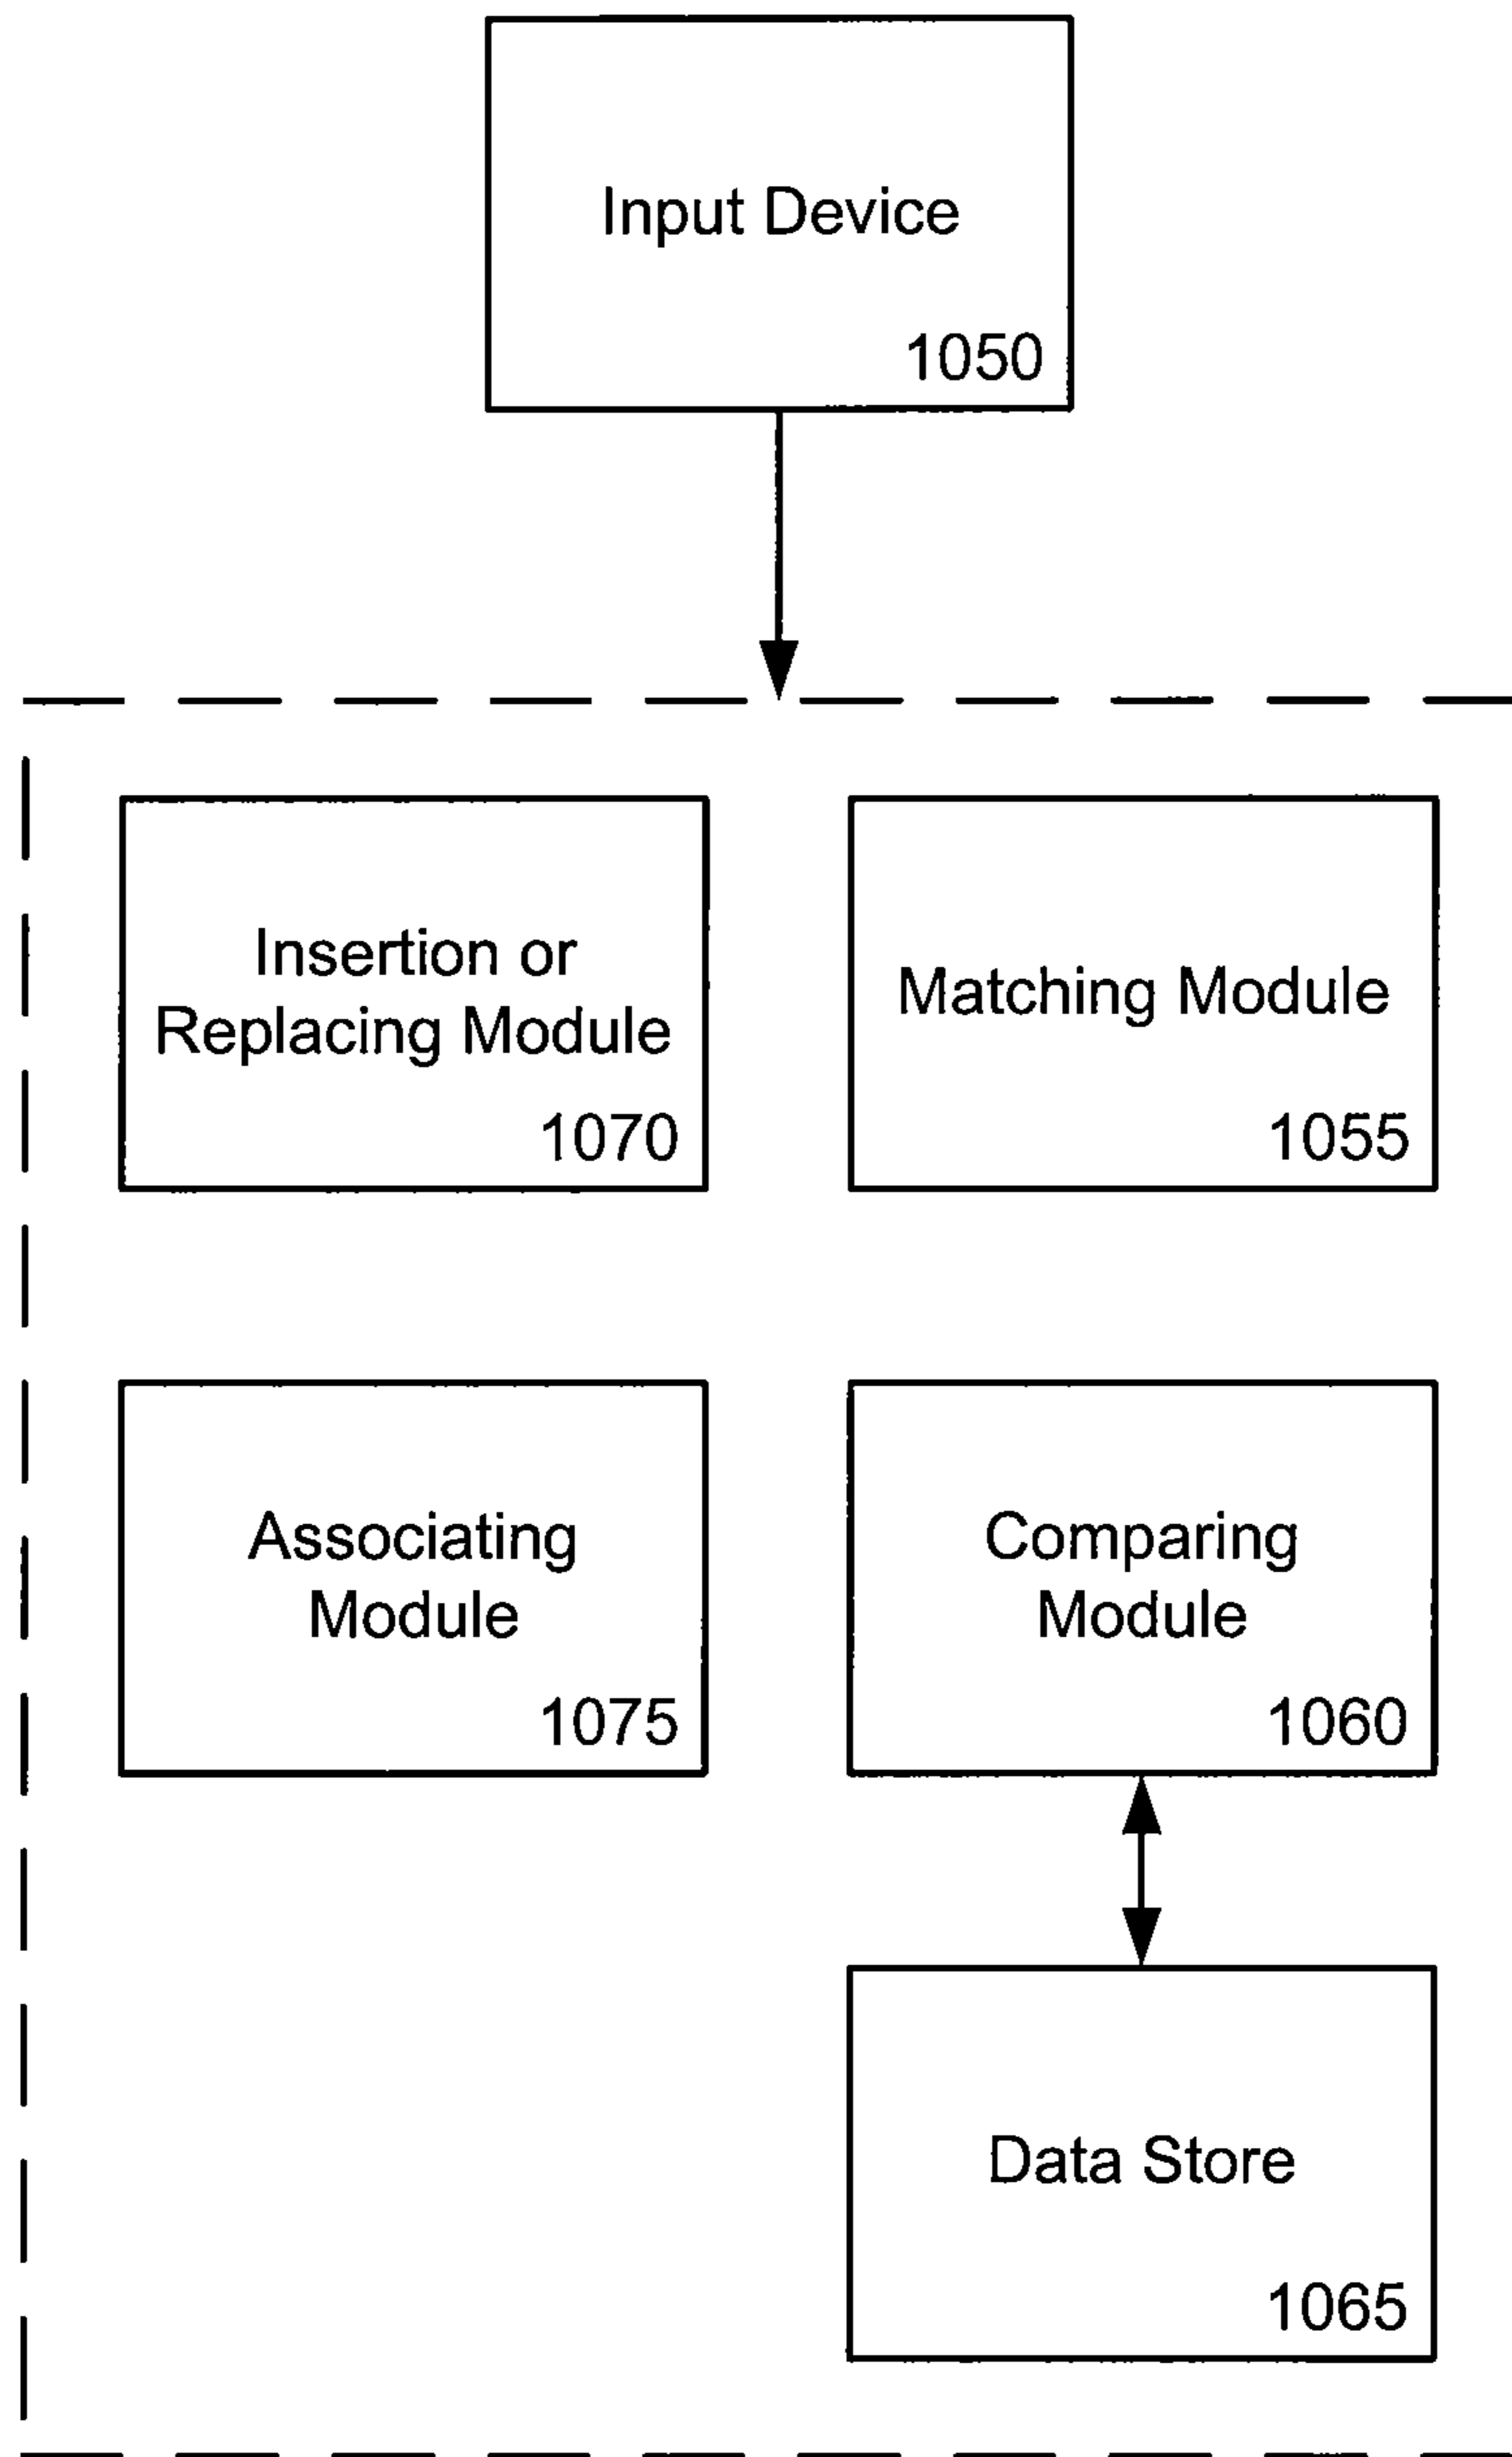 Input Device
1050
Insertion or
Replacing Module
1070
Matching Module
1055
Associating
Module
1075
Comparing
Module
1060
Data Store
1065